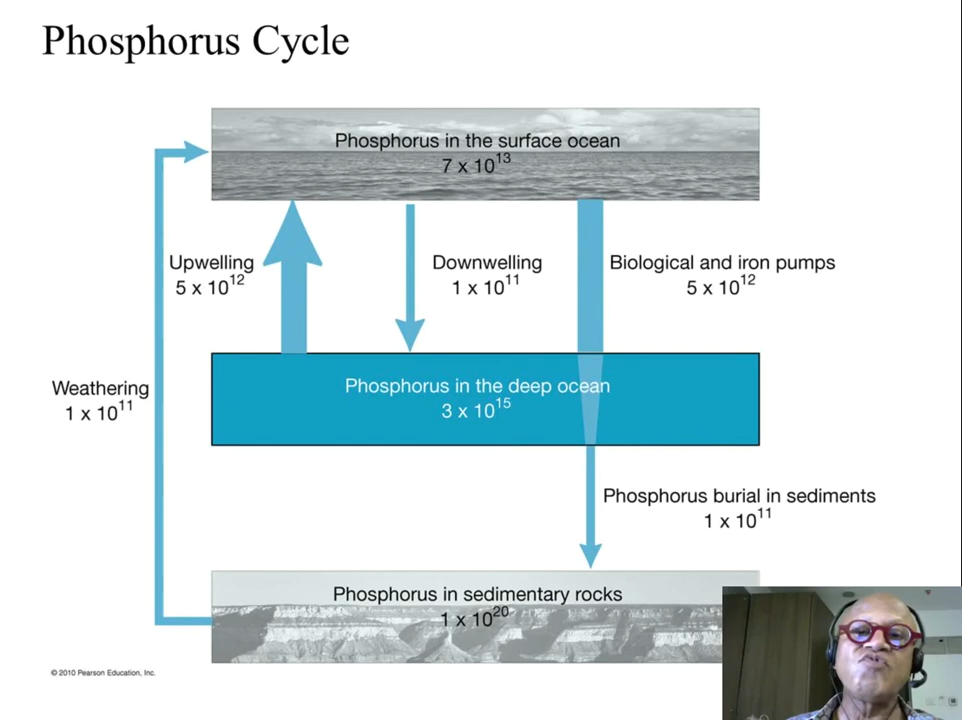 Phosphorus Cycle
Phosphorus in the surface ocean
7 x 10¹³
Upwelling
5 x 10¹²
Downwelling
1 x 10¹¹
Biological and iron pumps
5 x 10¹²
Weathering
1 x 10¹¹
Phosphorus in the deep ocean
3 x 10¹⁵
Phosphorus burial in sediments
1 x 10¹¹
Phosphorus in sedimentary rocks
1 x 10²⁰
© 2010 Pearson Education, Inc.